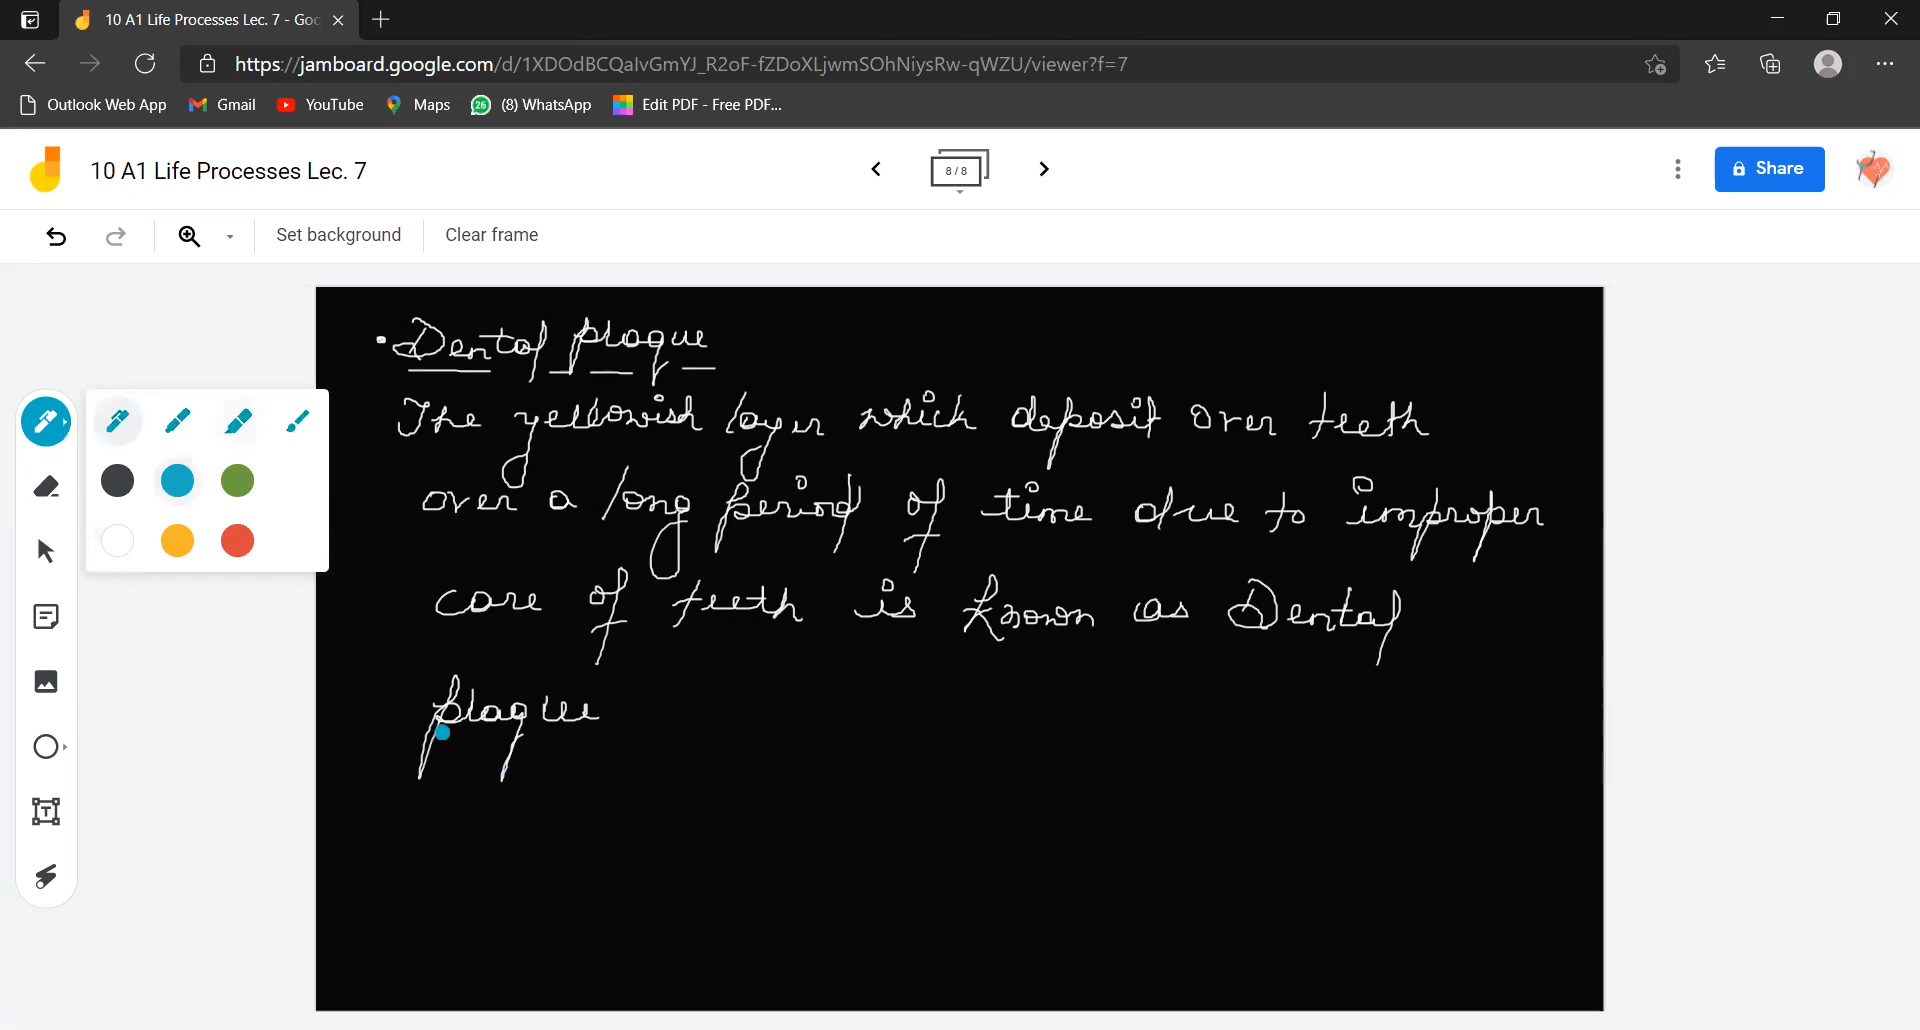 10 A1 Life Processes Lec. 7 - Goo
https://jamboard.google.com/d/1XDOdBCQalvGmYJ_R2oF-fZDoXLjwmSOhNiysRw-qWZU/viewer?f=7
Outlook Web App Gmail YouTube Maps 26 (8) WhatsApp Edit PDF - Free PDF...
10 A1 Life Processes Lec. 7 8 / 8 Share
Set background Clear frame
• Dental plaque
The yellowish layer which deposit over teeth
over a long period of time due to improper
care of teeth is known as Dental
plaque